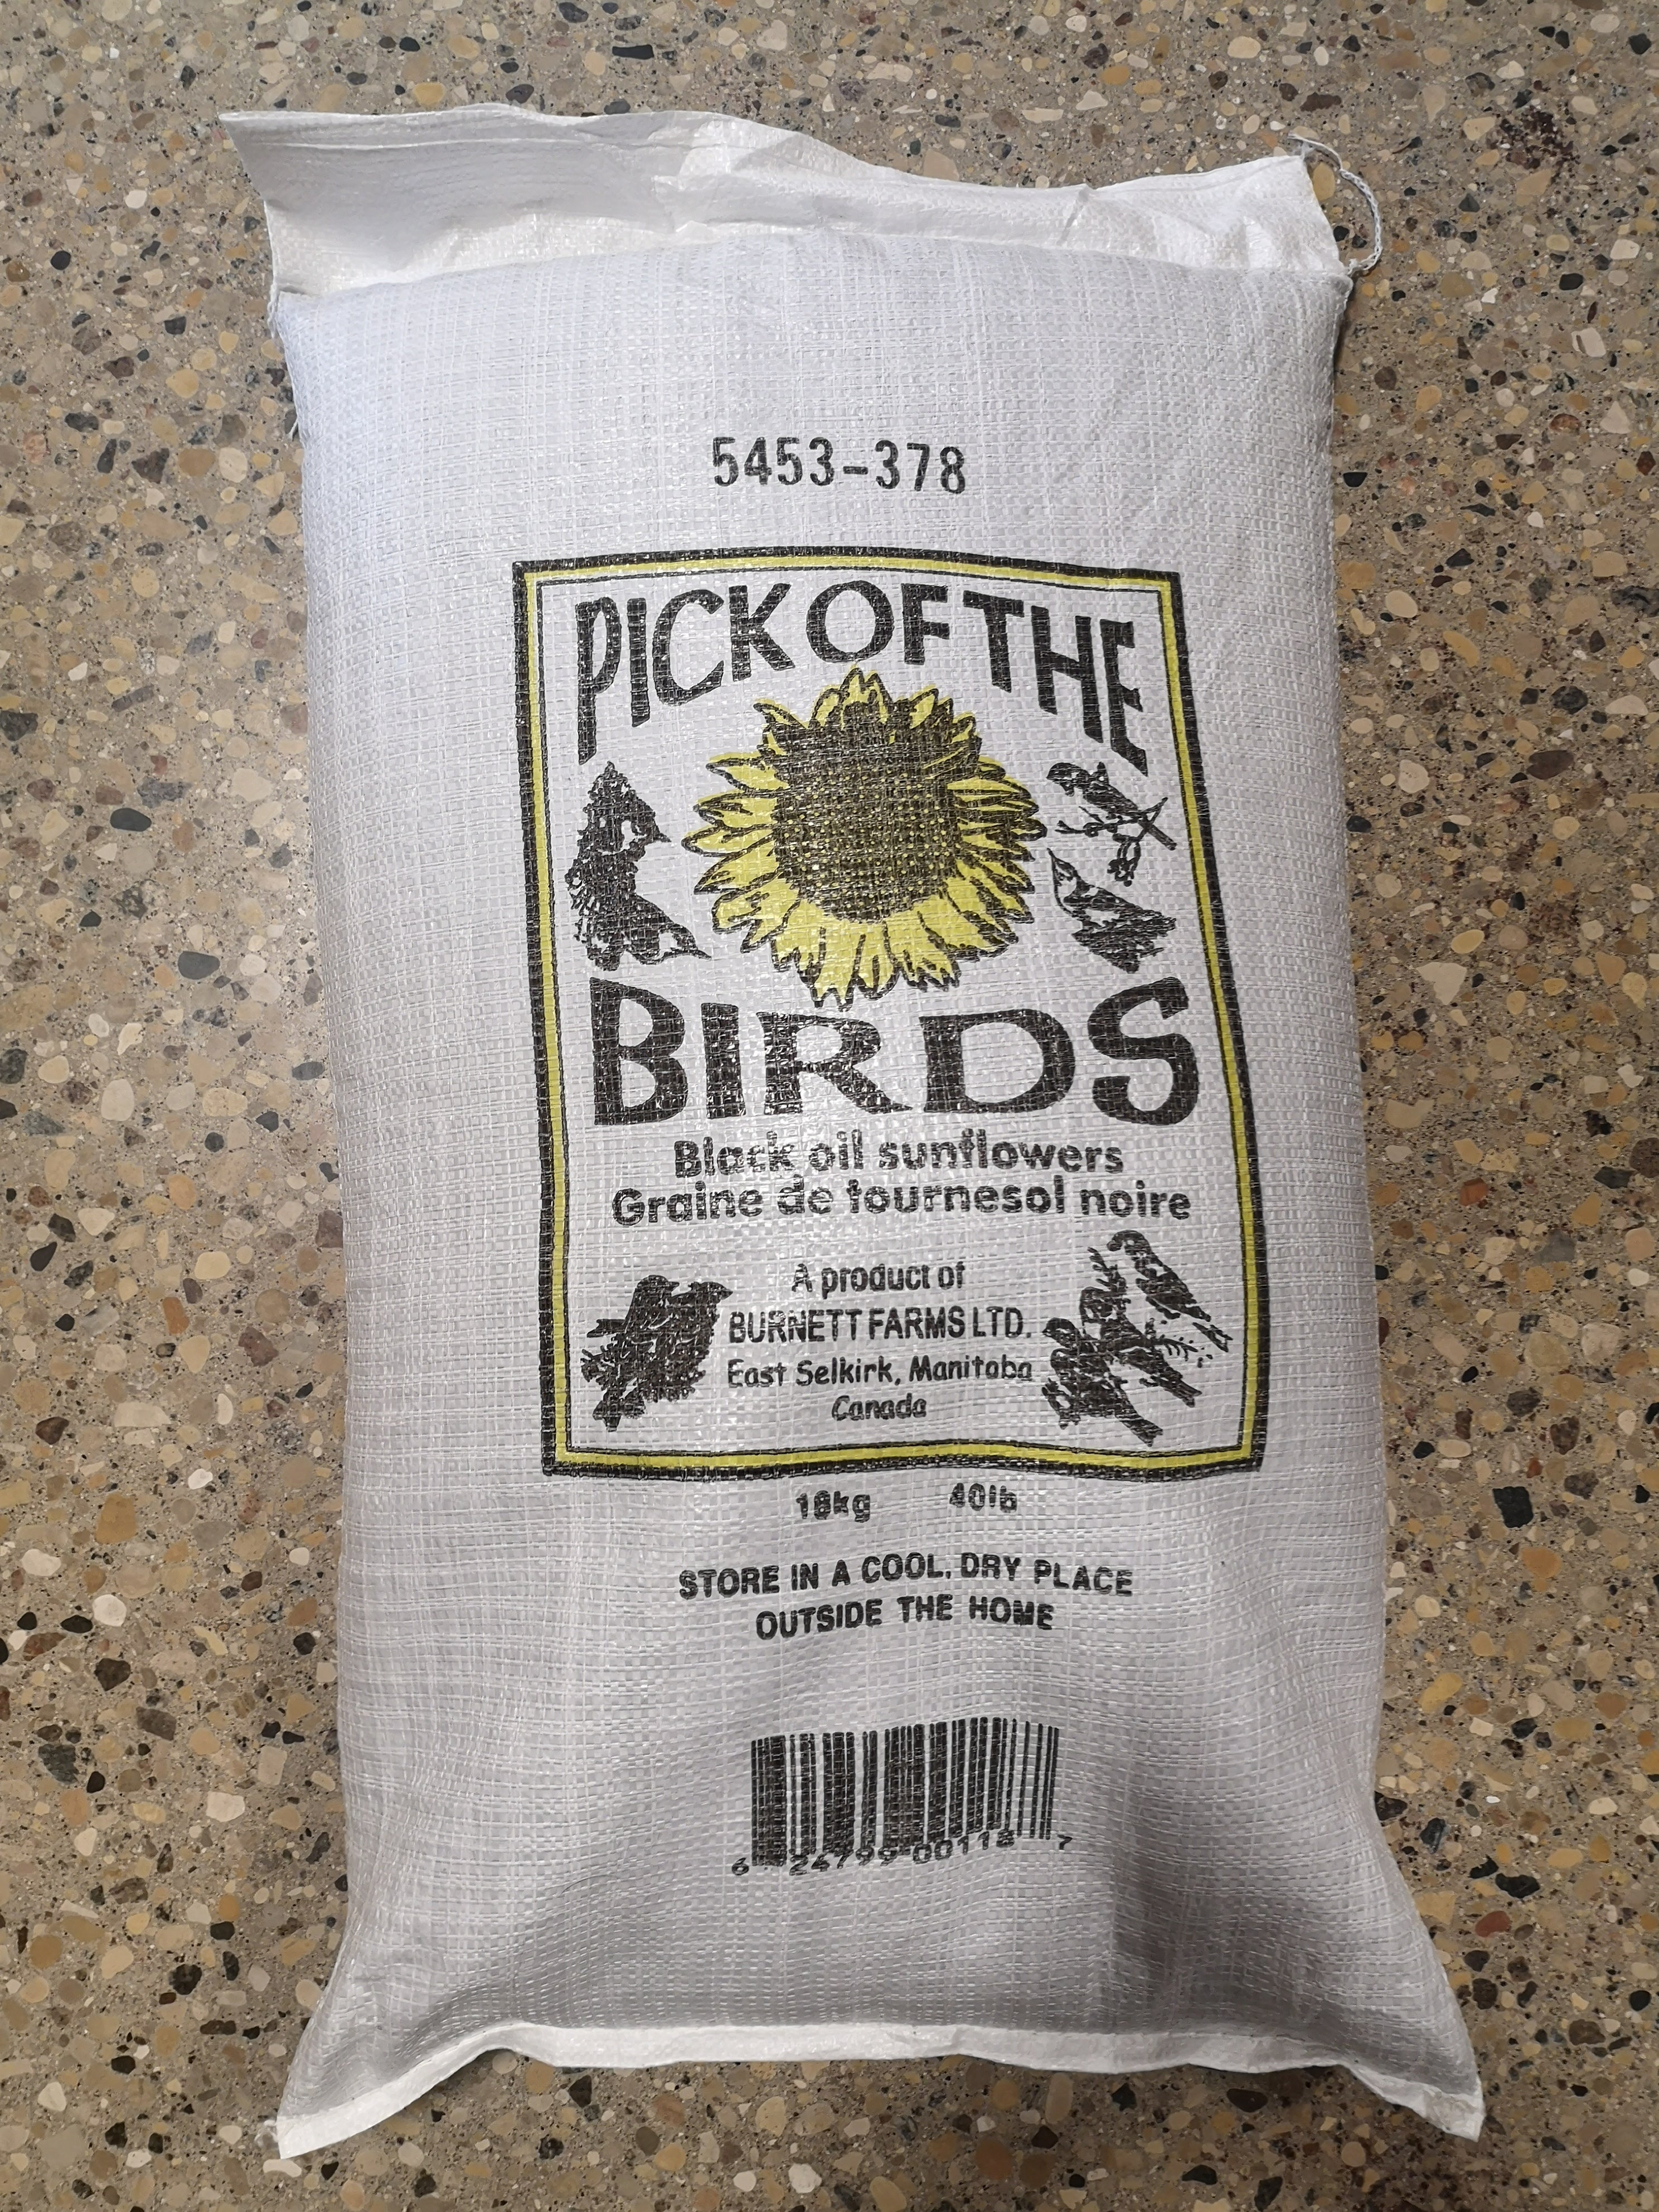 5453-378
PICK OF THE
BIRDS
Black oil sunflowers
Graine de tournesol noire
A product of
BURNETT FARMS LTD.
East Selkirk, Manitoba
Canada
18kg 40lb
STORE IN A COOL, DRY PLACE
OUTSIDE THE HOME
6 24799 00118 7